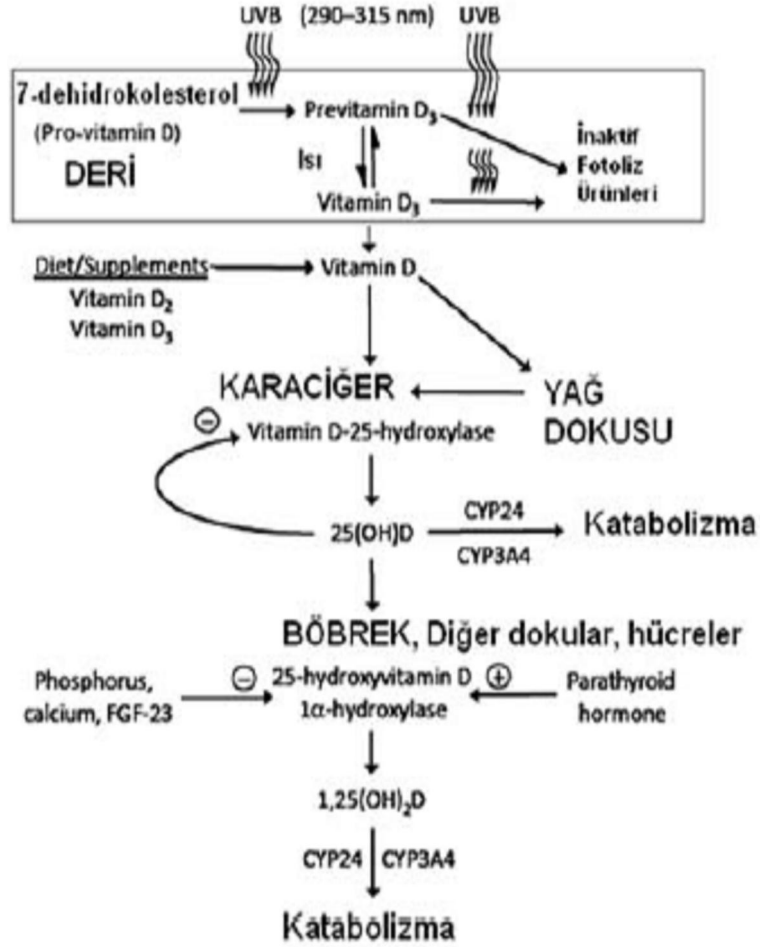 UVB (290–315 nm) UVB
7-dehidrokolesterol
(Pro-vitamin D)
DERİ
Previtamin D₃
Isı
Vitamin D₃
İnaktif
Fotoliz
Ürünleri
Diet/Supplements
Vitamin D₂
Vitamin D₃
Vitamin D
KARACİĞER
Vitamin D-25-hydroxylase
YAĞ
DOKUSU
25(OH)D
CYP24
CYP3A4
Katabolizma
BÖBREK, Diğer dokular, hücreler
Phosphorus,
calcium, FGF-23
25-hydroxyvitamin D
1α-hydroxylase
Parathyroid
hormone
1,25(OH)₂D
CYP24 CYP3A4
Katabolizma